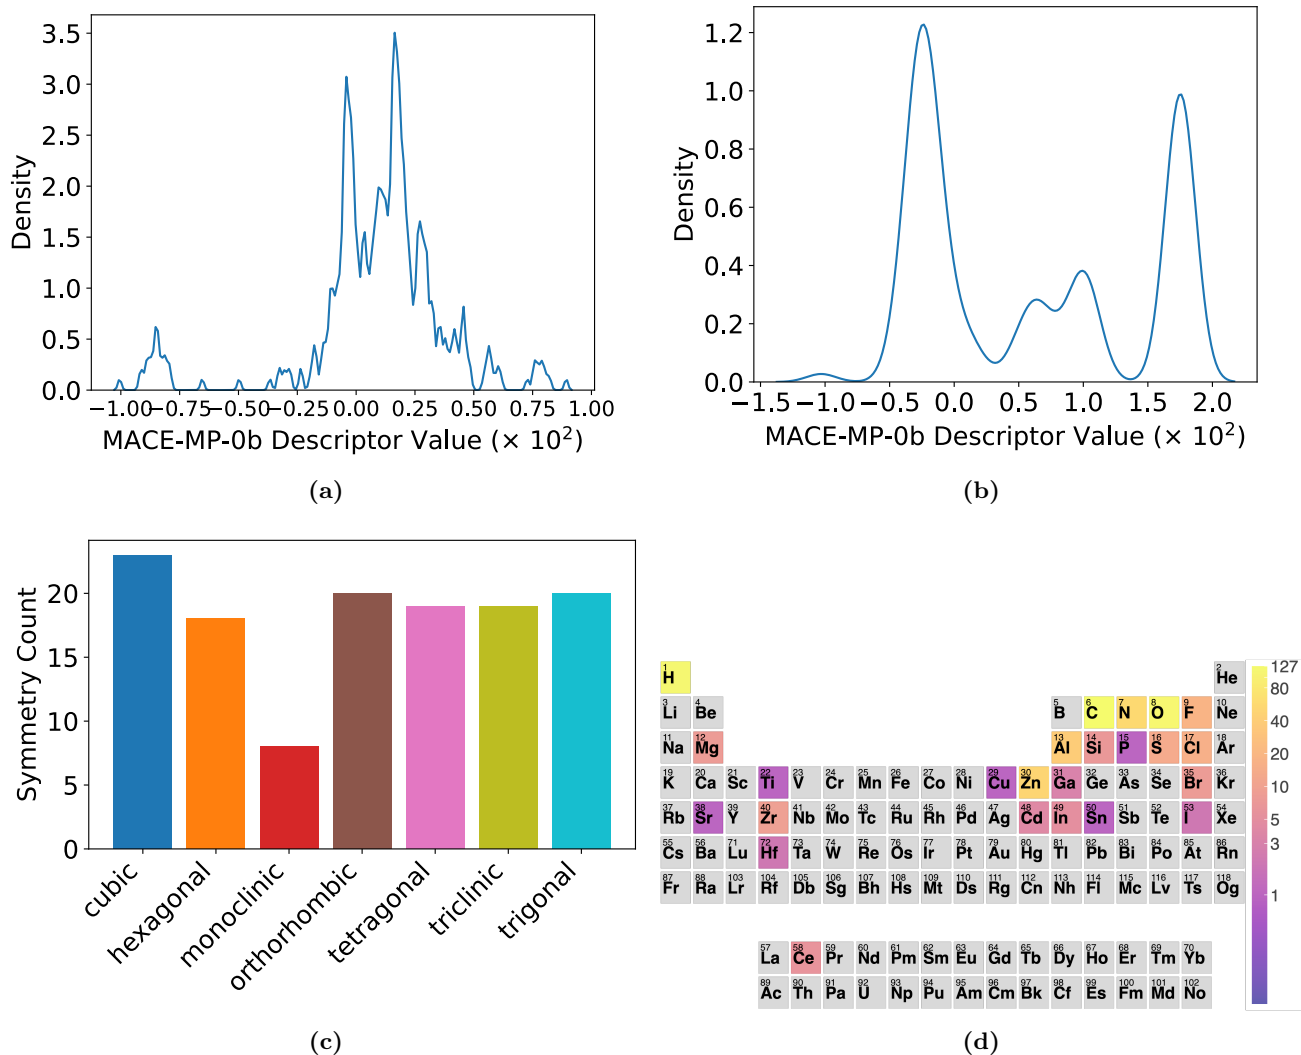 3.5
3.0
2.5
2.0
1.5
1.0
0.5
0.0
Density
−1.00 −0.75 −0.50 −0.25 0.00 0.25 0.50 0.75 1.00
MACE-MP-0b Descriptor Value (× 10²)
(a)
1.2
1.0
0.8
0.6
0.4
0.2
0.0
Density
−1.5 −1.0 −0.5 0.0 0.5 1.0 1.5 2.0
MACE-MP-0b Descriptor Value (× 10²)
(b)
20
15
10
5
0
Symmetry Count
cubic
hexagonal
monoclinic
orthorhombic
tetragonal
triclinic
trigonal
(c)
1 2
H He
3 4 5 6 7 8 9 10
Li Be B C N O F Ne
11 12 13 14 15 16 17 18
Na Mg Al Si P S Cl Ar
19 20 21 22 23 24 25 26 27 28 29 30 31 32 33 34 35 36
K Ca Sc Ti V Cr Mn Fe Co Ni Cu Zn Ga Ge As Se Br Kr
37 38 39 40 41 42 43 44 45 46 47 48 49 50 51 52 53 54
Rb Sr Y Zr Nb Mo Tc Ru Rh Pd Ag Cd In Sn Sb Te I Xe
55 56 71 72 73 74 75 76 77 78 79 80 81 82 83 84 85 86
Cs Ba Lu Hf Ta W Re Os Ir Pt Au Hg Tl Pb Bi Po At Rn
87 88 103 104 105 106 107 108 109 110 111 112 113 114 115 116 117 118
Fr Ra Lr Rf Db Sg Bh Hs Mt Ds Rg Cn Nh Fl Mc Lv Ts Og
57 58 59 60 61 62 63 64 65 66 67 68 69 70
La Ce Pr Nd Pm Sm Eu Gd Tb Dy Ho Er Tm Yb
89 90 91 92 93 94 95 96 97 98 99 100 101 102
Ac Th Pa U Np Pu Am Cm Bk Cf Es Fm Md No
127
80
40
20
10
5
3
1
(d)